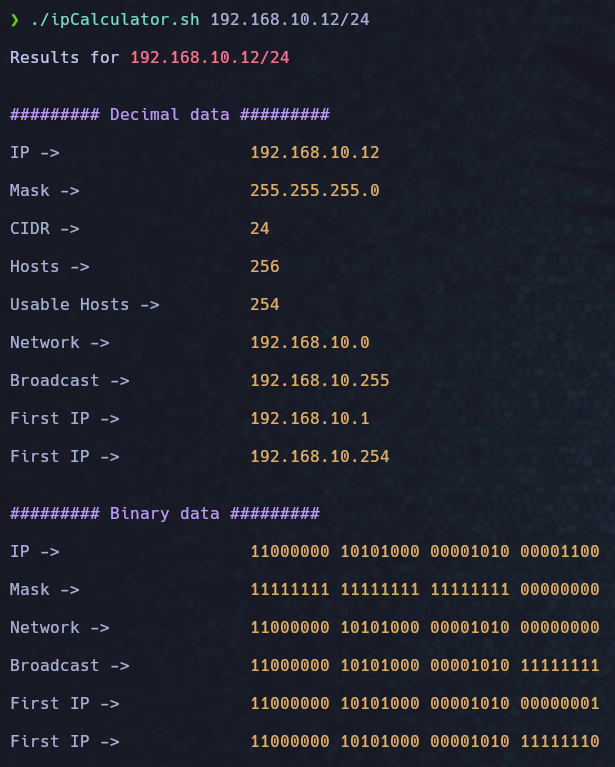 ❯ ./ipCalculator.sh 192.168.10.12/24
Results for 192.168.10.12/24
######### Decimal data #########
IP -> 192.168.10.12
Mask -> 255.255.255.0
CIDR -> 24
Hosts -> 256
Usable Hosts -> 254
Network -> 192.168.10.0
Broadcast -> 192.168.10.255
First IP -> 192.168.10.1
First IP -> 192.168.10.254
######### Binary data #########
IP -> 11000000 10101000 00001010 00001100
Mask -> 11111111 11111111 11111111 00000000
Network -> 11000000 10101000 00001010 00000000
Broadcast -> 11000000 10101000 00001010 11111111
First IP -> 11000000 10101000 00001010 00000001
First IP -> 11000000 10101000 00001010 11111110